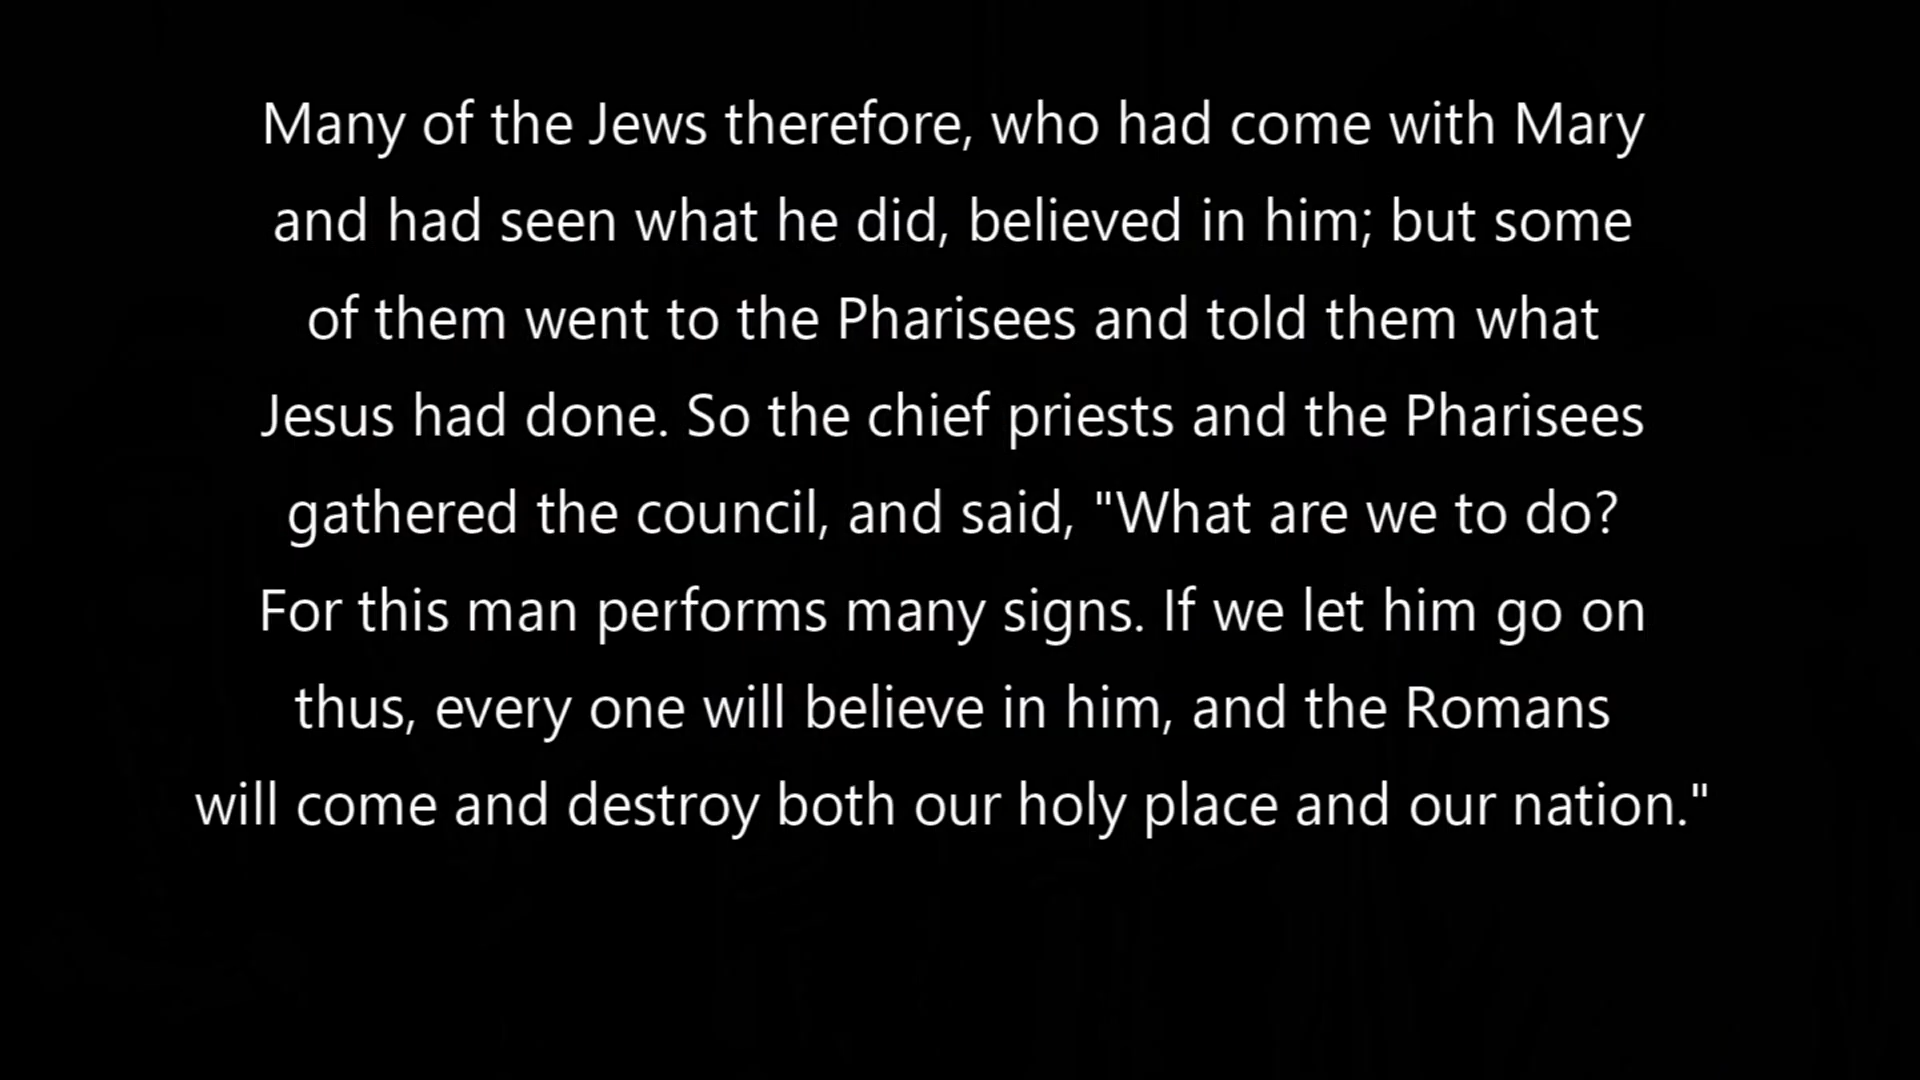 Many of the Jews therefore, who had come with Mary
and had seen what he did, believed in him; but some
of them went to the Pharisees and told them what
Jesus had done. So the chief priests and the Pharisees
gathered the council, and said, "What are we to do?
For this man performs many signs. If we let him go on
thus, every one will believe in him, and the Romans
will come and destroy both our holy place and our nation."